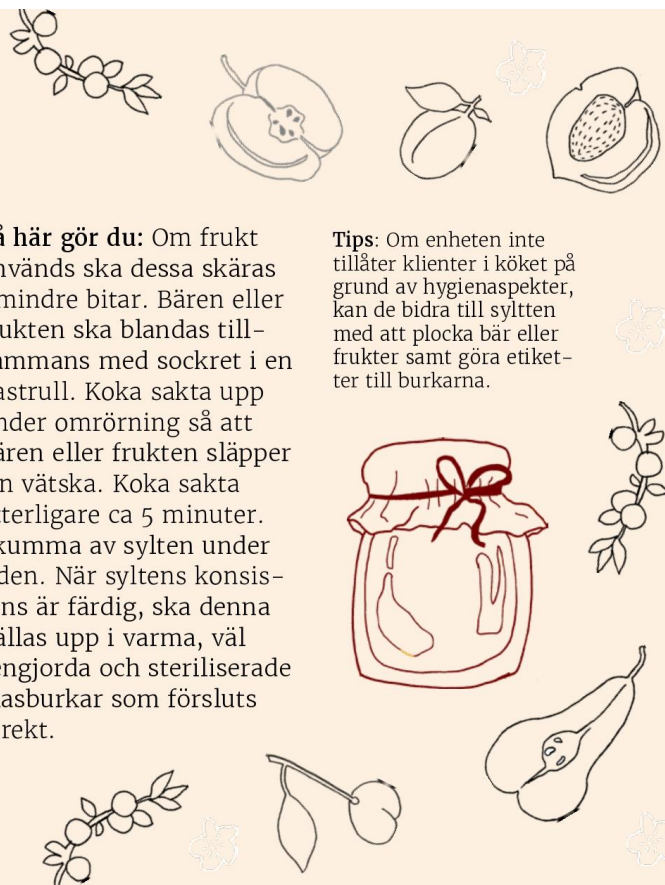 å här gör du: Om frukt
nvänds ska dessa skäras
mindre bitar. Bären eller
ukten ska blandas till-
mmans med sockret i en
astrull. Koka sakta upp
nder omrörning så att
ären eller frukten släpper
n vätska. Koka sakta
tterligare ca 5 minuter.
kumma av sylten under
den. När syltens konsis-
ns är färdig, ska denna
ällas upp i varma, väl
engjorda och steriliserade
asburkar som försluts
rekt.
Tips: Om enheten inte
tillåter klienter i köket på
grund av hygienaspekter,
kan de bidra till syltten
med att plocka bär eller
frukter samt göra etiket-
ter till burkarna.